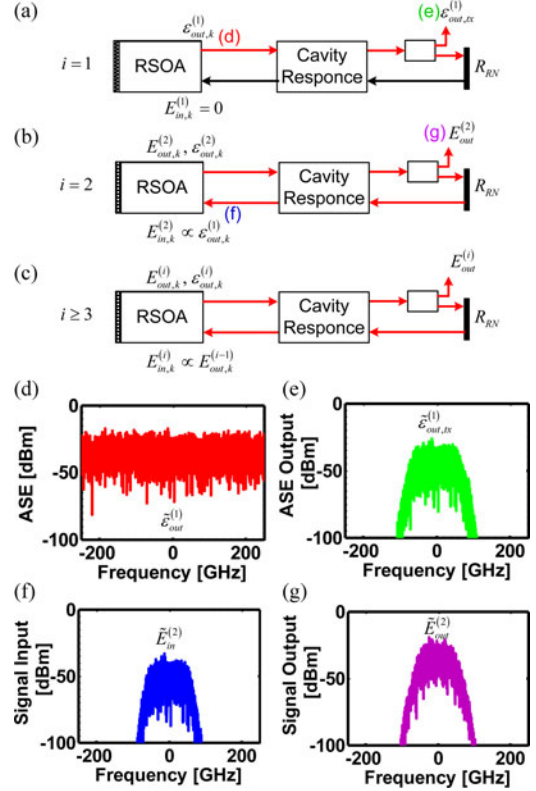 (a)
ε_{out,k}^{(1)} (d)
(e) ε_{out,tx}^{(1)}
i = 1
RSOA
Cavity
Responce
R_{RN}
E_{in,k}^{(1)} = 0
(b)
E_{out,k}^{(2)}, ε_{out,k}^{(2)}
(g) E_{out}^{(2)}
i = 2
RSOA
Cavity
Responce
R_{RN}
(f)
E_{in,k}^{(2)} ∝ ε_{out,k}^{(1)}
(c)
E_{out,k}^{(i)}, ε_{out,k}^{(i)}
E_{out}^{(i)}
i ≥ 3
RSOA
Cavity
Responce
R_{RN}
E_{in,k}^{(i)} ∝ E_{out,k}^{(i-1)}
(d)
0
-50
-100
ASE [dBm]
ε̃_{out}^{(1)}
-200 0 200
Frequency [GHz]
(e)
0
-50
-100
ASE Output
[dBm]
ε̃_{out,tx}^{(1)}
-200 0 200
Frequency [GHz]
(f)
0
-50
-100
Signal Input
[dBm]
Ẽ_{in}^{(2)}
-200 0 200
Frequency [GHz]
(g)
0
-50
-100
Signal Output
[dBm]
Ẽ_{out}^{(2)}
-200 0 200
Frequency [GHz]